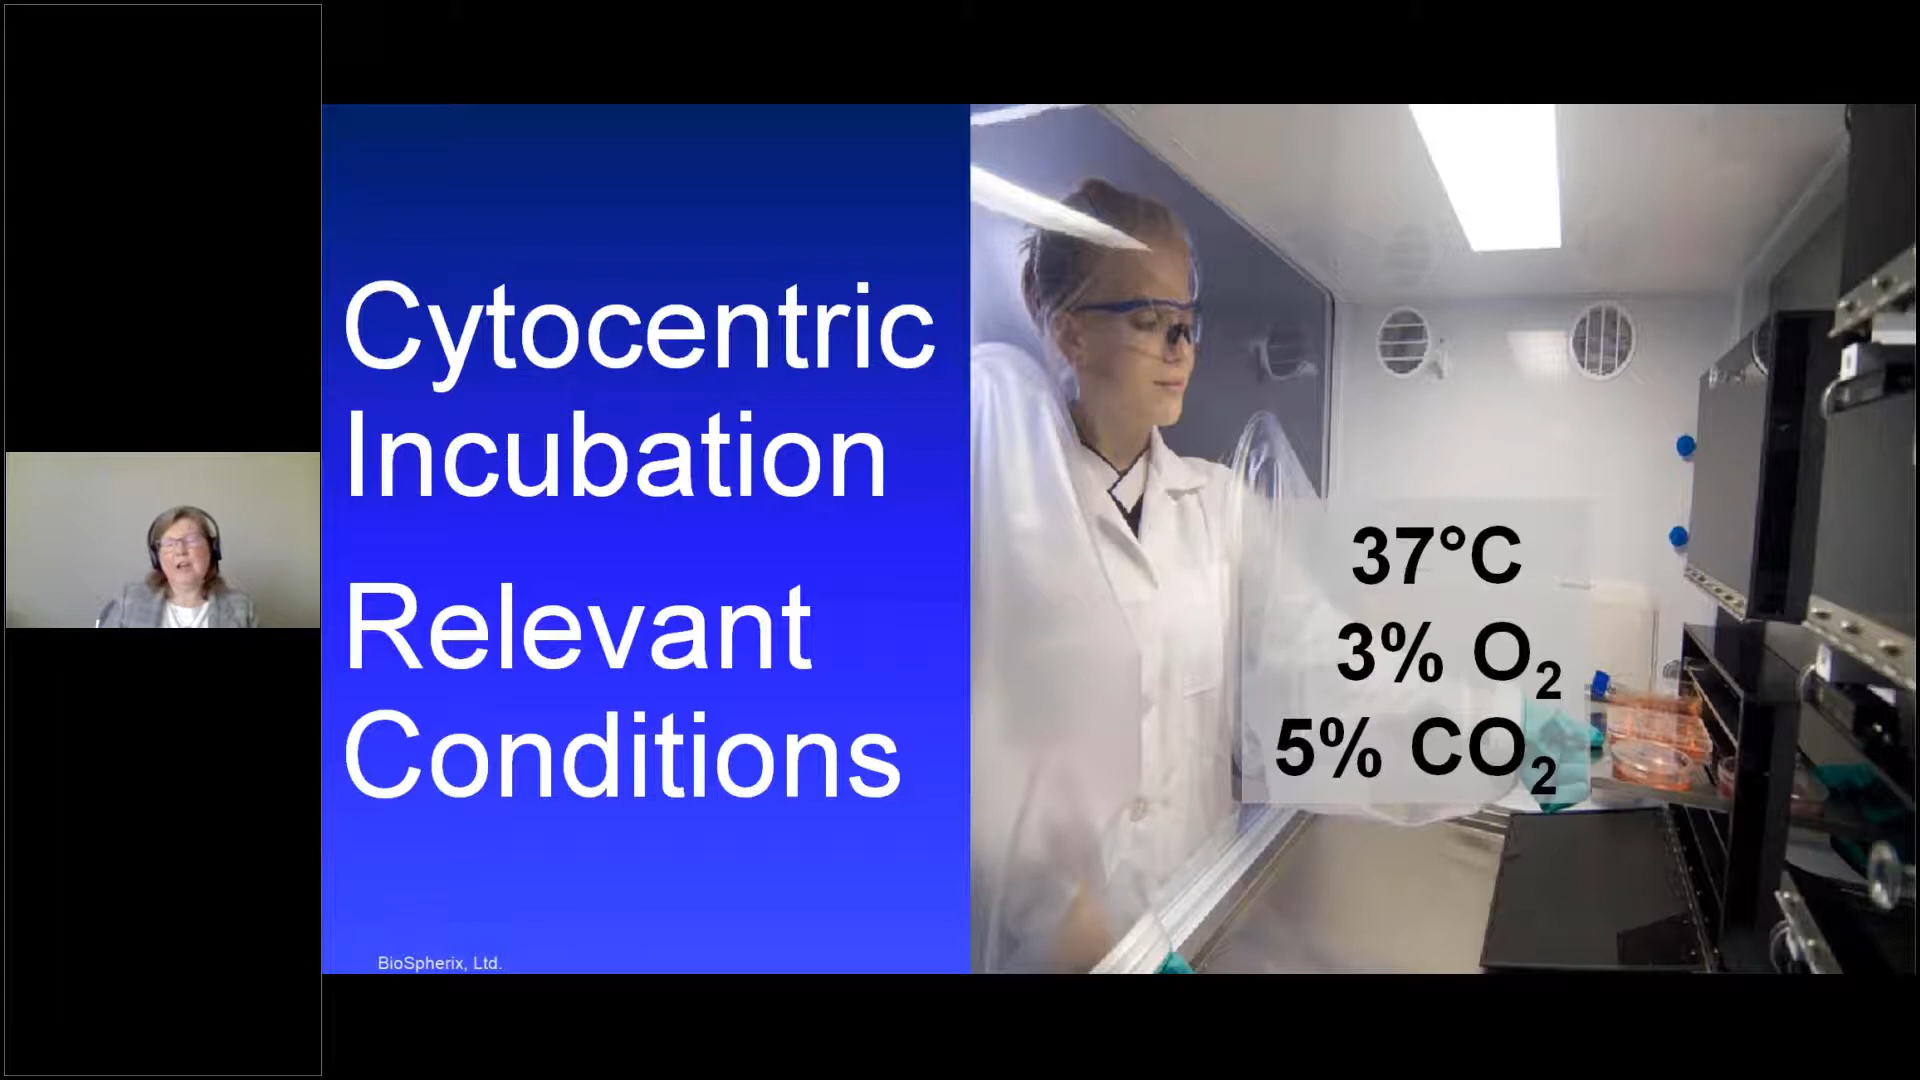 Cytocentric
Incubation
Relevant
Conditions
BioSpherix, Ltd.
37°C
3% O₂
5% CO₂